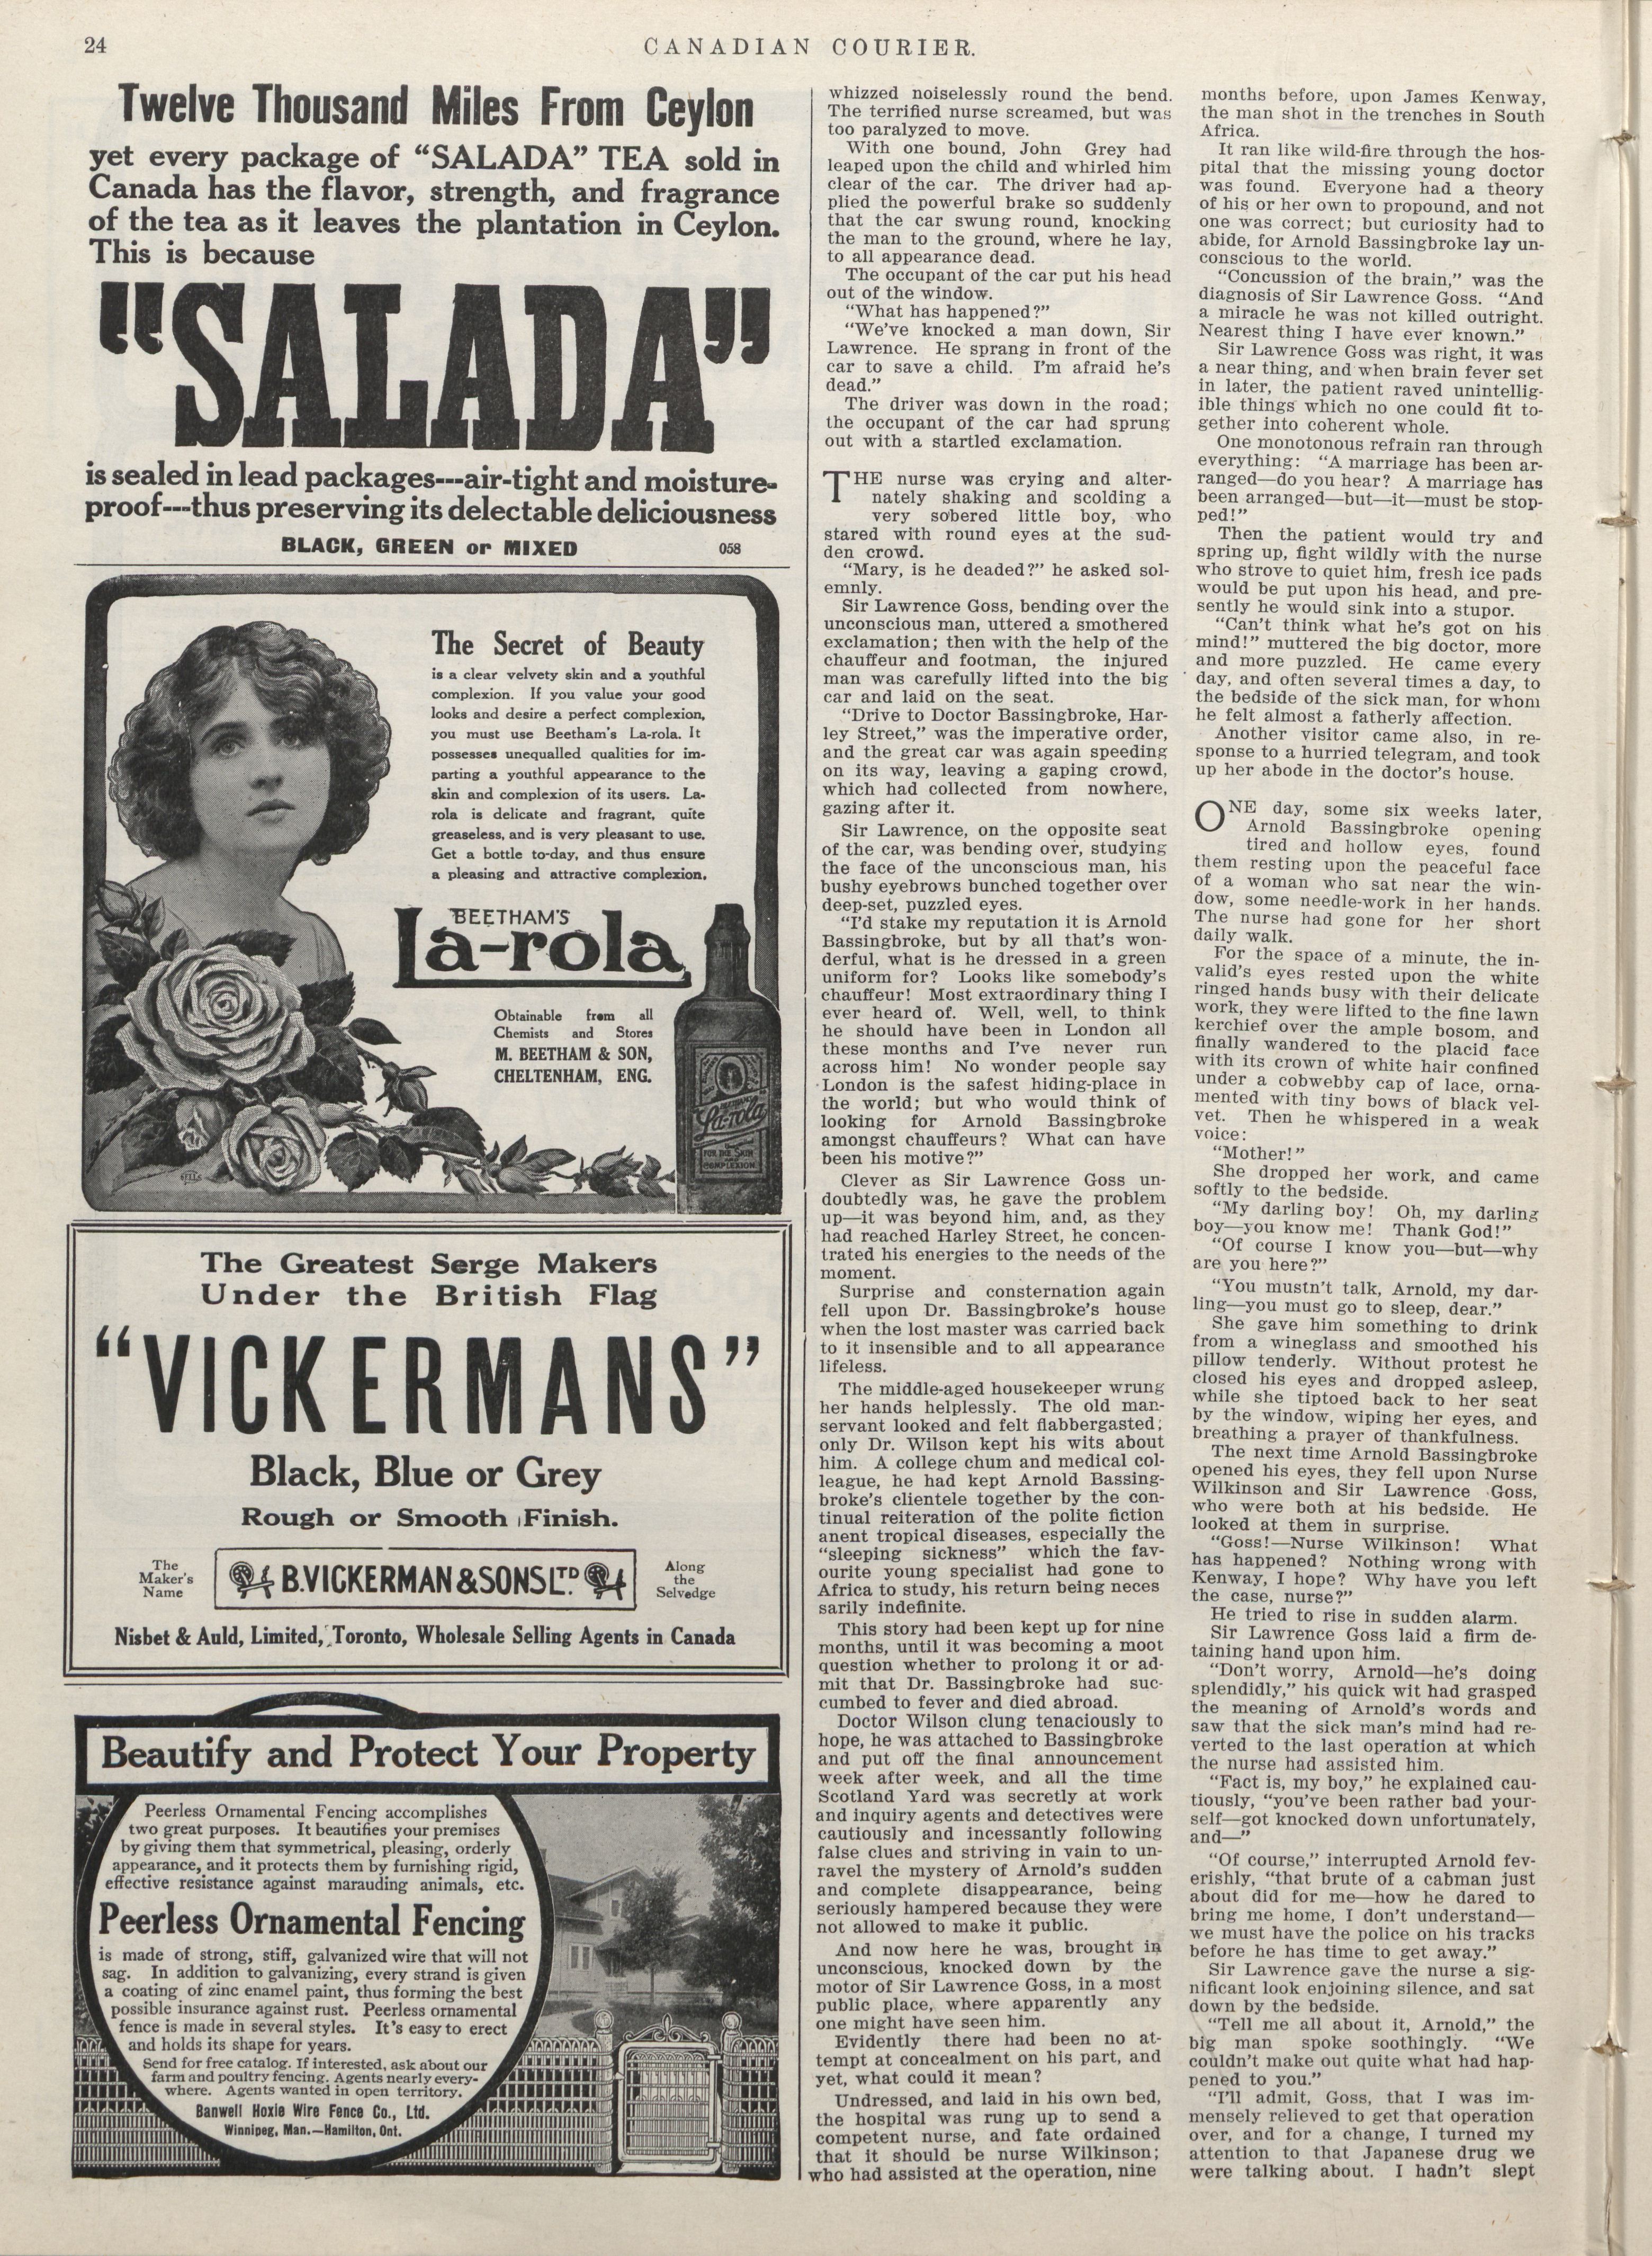 24
CANADIAN COURIER.
Twelve Thousand Miles From Ceylon
yet every package of “SALADA” TEA sold in
Canada has the flavor, strength, and fragrance
of the tea as it leaves the plantation in Ceylon.
This is because
“SALADA”
is sealed in lead packages---air-tight and moisture-
proof---thus preserving its delectable deliciousness
BLACK, GREEN or MIXED 058
The Secret of Beauty
is a clear velvety skin and a youthful
complexion. If you value your good
looks and desire a perfect complexion,
you must use Beetham's La-rola. It
possesses unequalled qualities for im-
parting a youthful appearance to the
skin and complexion of its users. La-
rola is delicate and fragrant, quite
greaseless, and is very pleasant to use.
Get a bottle to-day, and thus ensure
a pleasing and attractive complexion.
BEETHAM'S
La-rola
Obtainable from all
Chemists and Stores
M. BEETHAM & SON,
CHELTENHAM, ENG.
La-rola
FOR THE SKIN
AND
COMPLEXION
The Greatest Serge Makers
Under the British Flag
“VICKERMANS”
Black, Blue or Grey
Rough or Smooth Finish.
The
Maker's
Name
B. VICKERMAN & SONS LTD.
Along
the
Selvedge
Nisbet & Auld, Limited, Toronto, Wholesale Selling Agents in Canada
Beautify and Protect Your Property
Peerless Ornamental Fencing accomplishes
two great purposes. It beautifies your premises
by giving them that symmetrical, pleasing, orderly
appearance, and it protects them by furnishing rigid,
effective resistance against marauding animals, etc.
Peerless Ornamental Fencing
is made of strong, stiff, galvanized wire that will not
sag. In addition to galvanizing, every strand is given
a coating of zinc enamel paint, thus forming the best
possible insurance against rust. Peerless ornamental
fence is made in several styles. It's easy to erect
and holds its shape for years.
Send for free catalog. If interested, ask about our
farm and poultry fencing. Agents nearly every-
where. Agents wanted in open territory.
Banwell Hoxie Wire Fence Co., Ltd.
Winnipeg, Man.—Hamilton, Ont.
whizzed noiselessly round the bend.
The terrified nurse screamed, but was
too paralyzed to move.
With one bound, John Grey had
leaped upon the child and whirled him
clear of the car. The driver had ap-
plied the powerful brake so suddenly
that the car swung round, knocking
the man to the ground, where he lay,
to all appearance dead.
The occupant of the car put his head
out of the window.
“What has happened?”
“We've knocked a man down, Sir
Lawrence. He sprang in front of the
car to save a child. I'm afraid he's
dead.”
The driver was down in the road;
the occupant of the car had sprung
out with a startled exclamation.
THE nurse was crying and alter-
nately shaking and scolding a
very sobered little boy, who
stared with round eyes at the sud-
den crowd.
“Mary, is he deaded?” he asked sol-
emnly.
Sir Lawrence Goss, bending over the
unconscious man, uttered a smothered
exclamation; then with the help of the
chauffeur and footman, the injured
man was carefully lifted into the big
car and laid on the seat.
“Drive to Doctor Bassingbroke, Har-
ley Street,” was the imperative order,
and the great car was again speeding
on its way, leaving a gaping crowd,
which had collected from nowhere,
gazing after it.
Sir Lawrence, on the opposite seat
of the car, was bending over, studying
the face of the unconscious man, his
bushy eyebrows bunched together over
deep-set, puzzled eyes.
“I'd stake my reputation it is Arnold
Bassingbroke, but by all that's won-
derful, what is he dressed in a green
uniform for? Looks like somebody's
chauffeur! Most extraordinary thing I
ever heard of. Well, well, to think
he should have been in London all
these months and I've never run
across him! No wonder people say
London is the safest hiding-place in
the world; but who would think of
looking for Arnold Bassingbroke
amongst chauffeurs? What can have
been his motive?”
Clever as Sir Lawrence Goss un-
doubtedly was, he gave the problem
up—it was beyond him, and, as they
had reached Harley Street, he concen-
trated his energies to the needs of the
moment.
Surprise and consternation again
fell upon Dr. Bassingbroke's house
when the lost master was carried back
to it insensible and to all appearance
lifeless.
The middle-aged housekeeper wrung
her hands helplessly. The old man-
servant looked and felt flabbergasted;
only Dr. Wilson kept his wits about
him. A college chum and medical col-
league, he had kept Arnold Bassing-
broke's clientele together by the con-
tinual reiteration of the polite fiction
anent tropical diseases, especially the
“sleeping sickness” which the fav-
ourite young specialist had gone to
Africa to study, his return being neces
sarily indefinite.
This story had been kept up for nine
months, until it was becoming a moot
question whether to prolong it or ad-
mit that Dr. Bassingbroke had suc-
cumbed to fever and died abroad.
Doctor Wilson clung tenaciously to
hope, he was attached to Bassingbroke
and put off the final announcement
week after week, and all the time
Scotland Yard was secretly at work
and inquiry agents and detectives were
cautiously and incessantly following
false clues and striving in vain to un-
ravel the mystery of Arnold's sudden
and complete disappearance, being
seriously hampered because they were
not allowed to make it public.
And now here he was, brought in
unconscious, knocked down by the
motor of Sir Lawrence Goss, in a most
public place, where apparently any
one might have seen him.
Evidently there had been no at-
tempt at concealment on his part, and
yet, what could it mean?
Undressed, and laid in his own bed,
the hospital was rung up to send a
competent nurse, and fate ordained
that it should be nurse Wilkinson;
who had assisted at the operation, nine
months before, upon James Kenway,
the man shot in the trenches in South
Africa.
It ran like wild-fire through the hos-
pital that the missing young doctor
was found. Everyone had a theory
of his or her own to propound, and not
one was correct; but curiosity had to
abide, for Arnold Bassingbroke lay un-
conscious to the world.
“Concussion of the brain,” was the
diagnosis of Sir Lawrence Goss. “And
a miracle he was not killed outright.
Nearest thing I have ever known.”
Sir Lawrence Goss was right, it was
a near thing, and when brain fever set
in later, the patient raved unintellig-
ible things which no one could fit to-
gether into coherent whole.
One monotonous refrain ran through
everything: “A marriage has been ar-
ranged—do you hear? A marriage has
been arranged—but—it—must be stop-
ped!”
Then the patient would try and
spring up, fight wildly with the nurse
who strove to quiet him, fresh ice pads
would be put upon his head, and pre-
sently he would sink into a stupor.
“Can't think what he's got on his
mind!” muttered the big doctor, more
and more puzzled. He came every
day, and often several times a day, to
the bedside of the sick man, for whom
he felt almost a fatherly affection.
Another visitor came also, in re-
sponse to a hurried telegram, and took
up her abode in the doctor's house.
ONE day, some six weeks later,
Arnold Bassingbroke opening
tired and hollow eyes, found
them resting upon the peaceful face
of a woman who sat near the win-
dow, some needle-work in her hands.
The nurse had gone for her short
daily walk.
For the space of a minute, the in-
valid's eyes rested upon the white
ringed hands busy with their delicate
work, they were lifted to the fine lawn
kerchief over the ample bosom, and
finally wandered to the placid face
with its crown of white hair confined
under a cobwebby cap of lace, orna-
mented with tiny bows of black vel-
vet. Then he whispered in a weak
voice:
“Mother!”
She dropped her work, and came
softly to the bedside.
“My darling boy! Oh, my darling
boy—you know me! Thank God!”
“Of course I know you—but—why
are you here?”
“You mustn't talk, Arnold, my dar-
ling—you must go to sleep, dear.”
She gave him something to drink
from a wineglass and smoothed his
pillow tenderly. Without protest he
closed his eyes and dropped asleep,
while she tiptoed back to her seat
by the window, wiping her eyes, and
breathing a prayer of thankfulness.
The next time Arnold Bassingbroke
opened his eyes, they fell upon Nurse
Wilkinson and Sir Lawrence Goss,
who were both at his bedside. He
looked at them in surprise.
“Goss!—Nurse Wilkinson! What
has happened? Nothing wrong with
Kenway, I hope? Why have you left
the case, nurse?”
He tried to rise in sudden alarm.
Sir Lawrence Goss laid a firm de-
taining hand upon him.
“Don't worry, Arnold—he's doing
splendidly,” his quick wit had grasped
the meaning of Arnold's words and
saw that the sick man's mind had re-
verted to the last operation at which
the nurse had assisted him.
“Fact is, my boy,” he explained cau-
tiously, “you've been rather bad your-
self—got knocked down unfortunately,
and—”
“Of course,” interrupted Arnold fev-
erishly, “that brute of a cabman just
about did for me—how he dared to
bring me home, I don't understand—
we must have the police on his tracks
before he has time to get away.”
Sir Lawrence gave the nurse a sig-
nificant look enjoining silence, and sat
down by the bedside.
“Tell me all about it, Arnold,” the
big man spoke soothingly. “We
couldn't make out quite what had hap-
pened to you.”
“I'll admit, Goss, that I was im-
mensely relieved to get that operation
over, and for a change, I turned my
attention to that Japanese drug we
were talking about. I hadn't slept